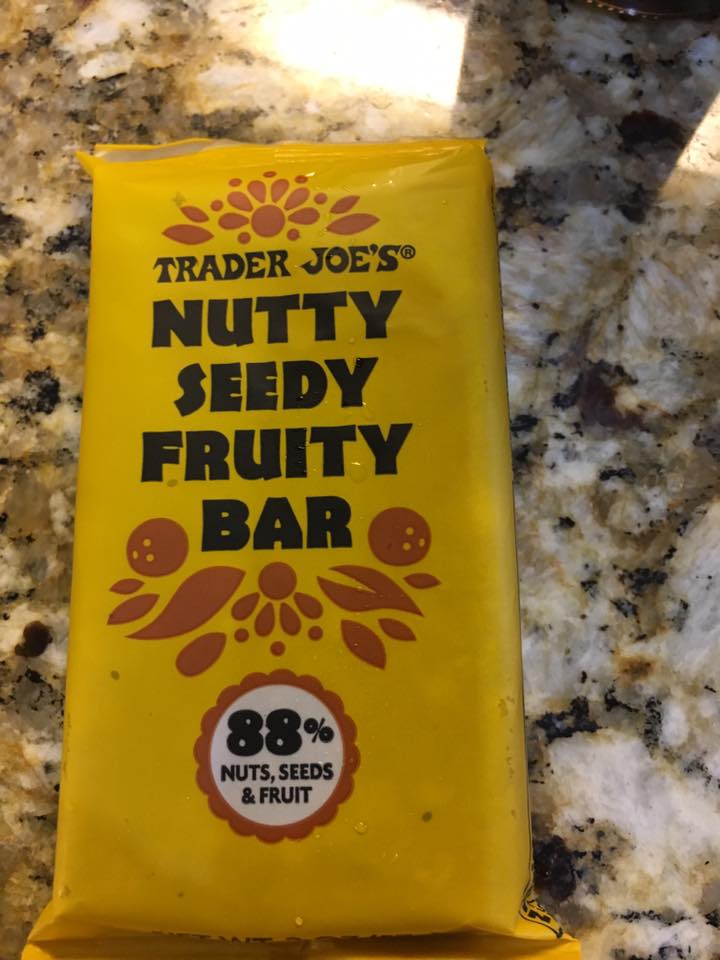 TRADER JOE'S®
NUTTY
SEEDY
FRUITY
BAR
88%
NUTS, SEEDS
& FRUIT